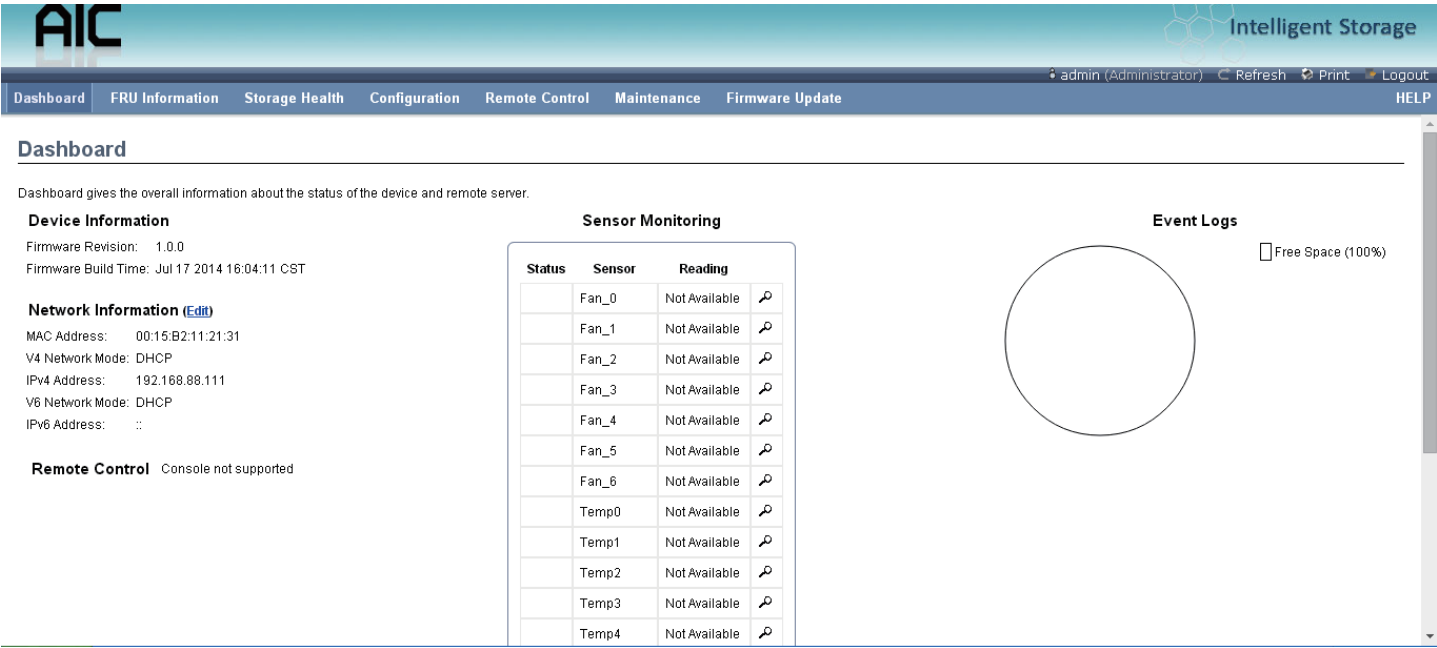 AIC
Intelligent Storage
admin (Administrator) Refresh Print Logout
Dashboard FRU Information Storage Health Configuration Remote Control Maintenance Firmware Update HELP
Dashboard
Dashboard gives the overall information about the status of the device and remote server.
Device Information
Firmware Revision: 1.0.0
Firmware Build Time: Jul 17 2014 16:04:11 CST
Network Information (Edit)
MAC Address: 00:15:B2:11:21:31
V4 Network Mode: DHCP
IPv4 Address: 192.168.88.111
V6 Network Mode: DHCP
IPv6 Address: ::
Remote Control Console not supported
Sensor Monitoring
Status Sensor Reading
Fan_0 Not Available
Fan_1 Not Available
Fan_2 Not Available
Fan_3 Not Available
Fan_4 Not Available
Fan_5 Not Available
Fan_6 Not Available
Temp0 Not Available
Temp1 Not Available
Temp2 Not Available
Temp3 Not Available
Temp4 Not Available
Event Logs
Free Space (100%)